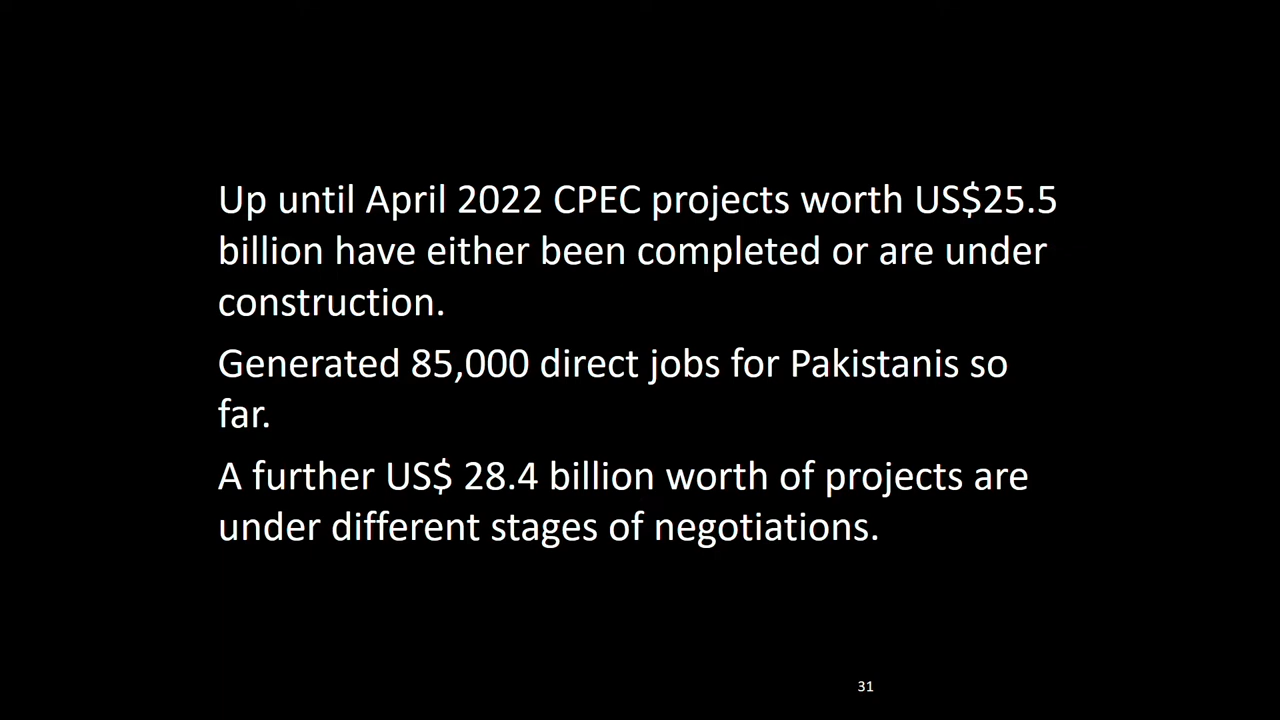 Up until April 2022 CPEC projects worth US$25.5
billion have either been completed or are under
construction.
Generated 85,000 direct jobs for Pakistanis so
far.
A further US$ 28.4 billion worth of projects are
under different stages of negotiations.
31